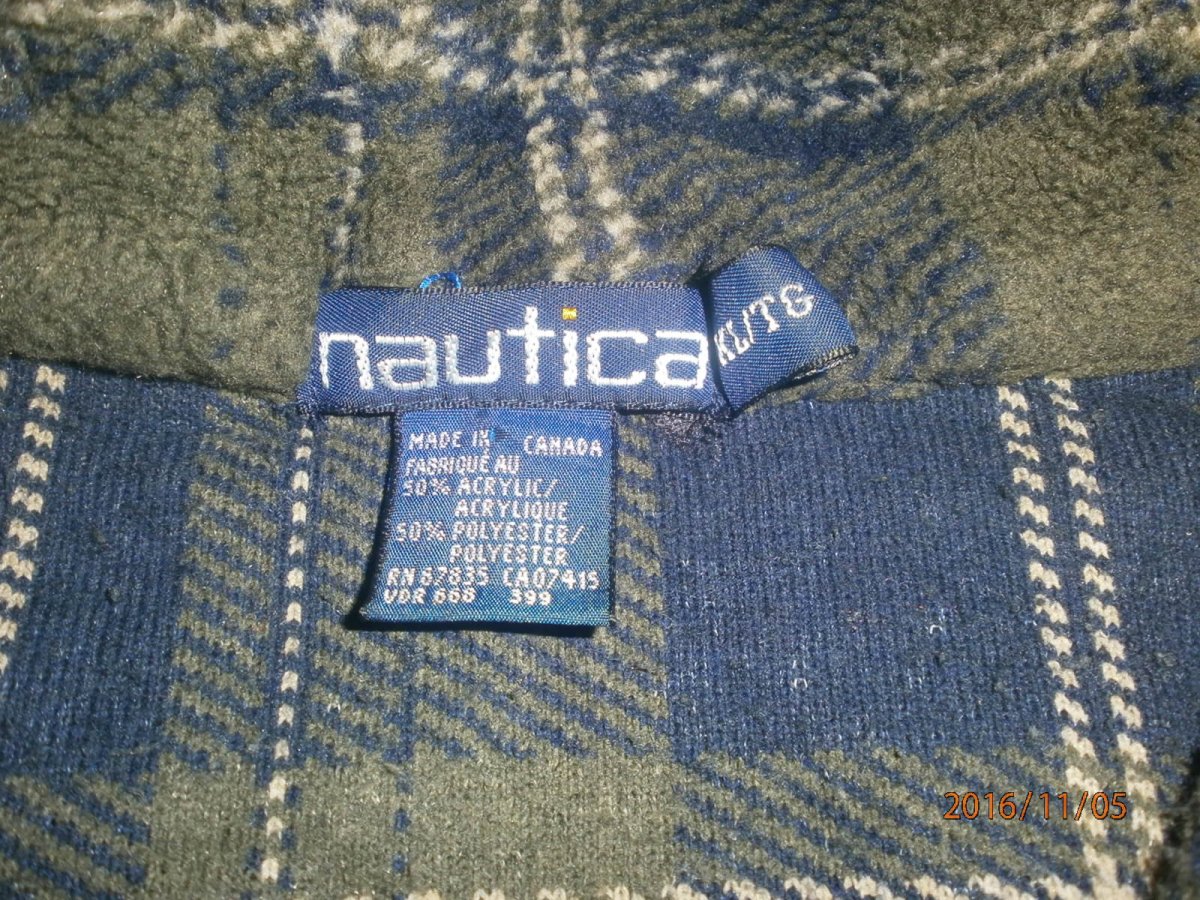 nautica
XL/TG
MADE IN CANADA
FABRIQUÉ AU
50% ACRYLIC/
ACRYLIQUE
50% POLYESTER/
POLYESTER
RN 67835 CA07415
VDR 668 399
2016/11/05